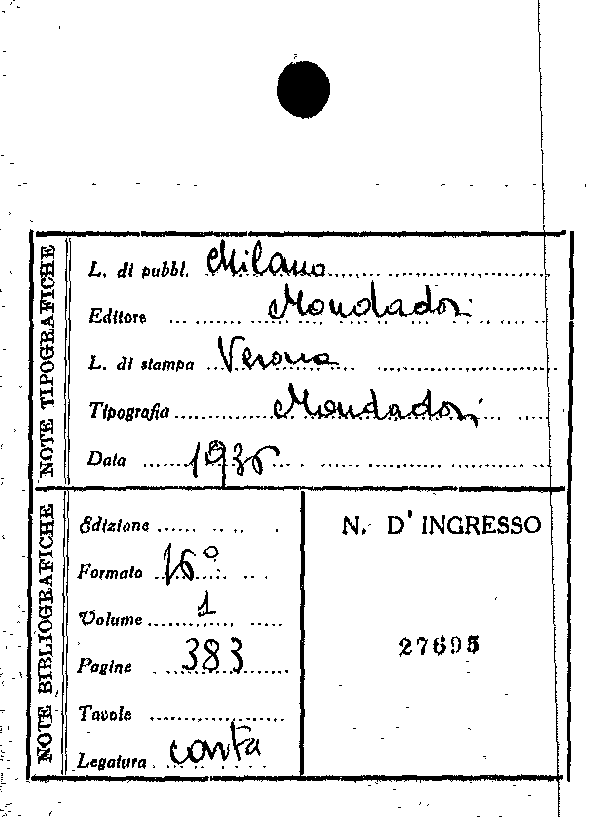 NOTE TIPOGRAFICHE
L. di pubbl. Milano
Editore Mondadori
L. di stampa Verona
Tipografia Mondadori
Data 1935
NOTE BIBLIOGRAFICHE
Edizione
Formato 16°
Volume 1
Pagine 383
Tavole
Legatura carta
N. D'INGRESSO
27695